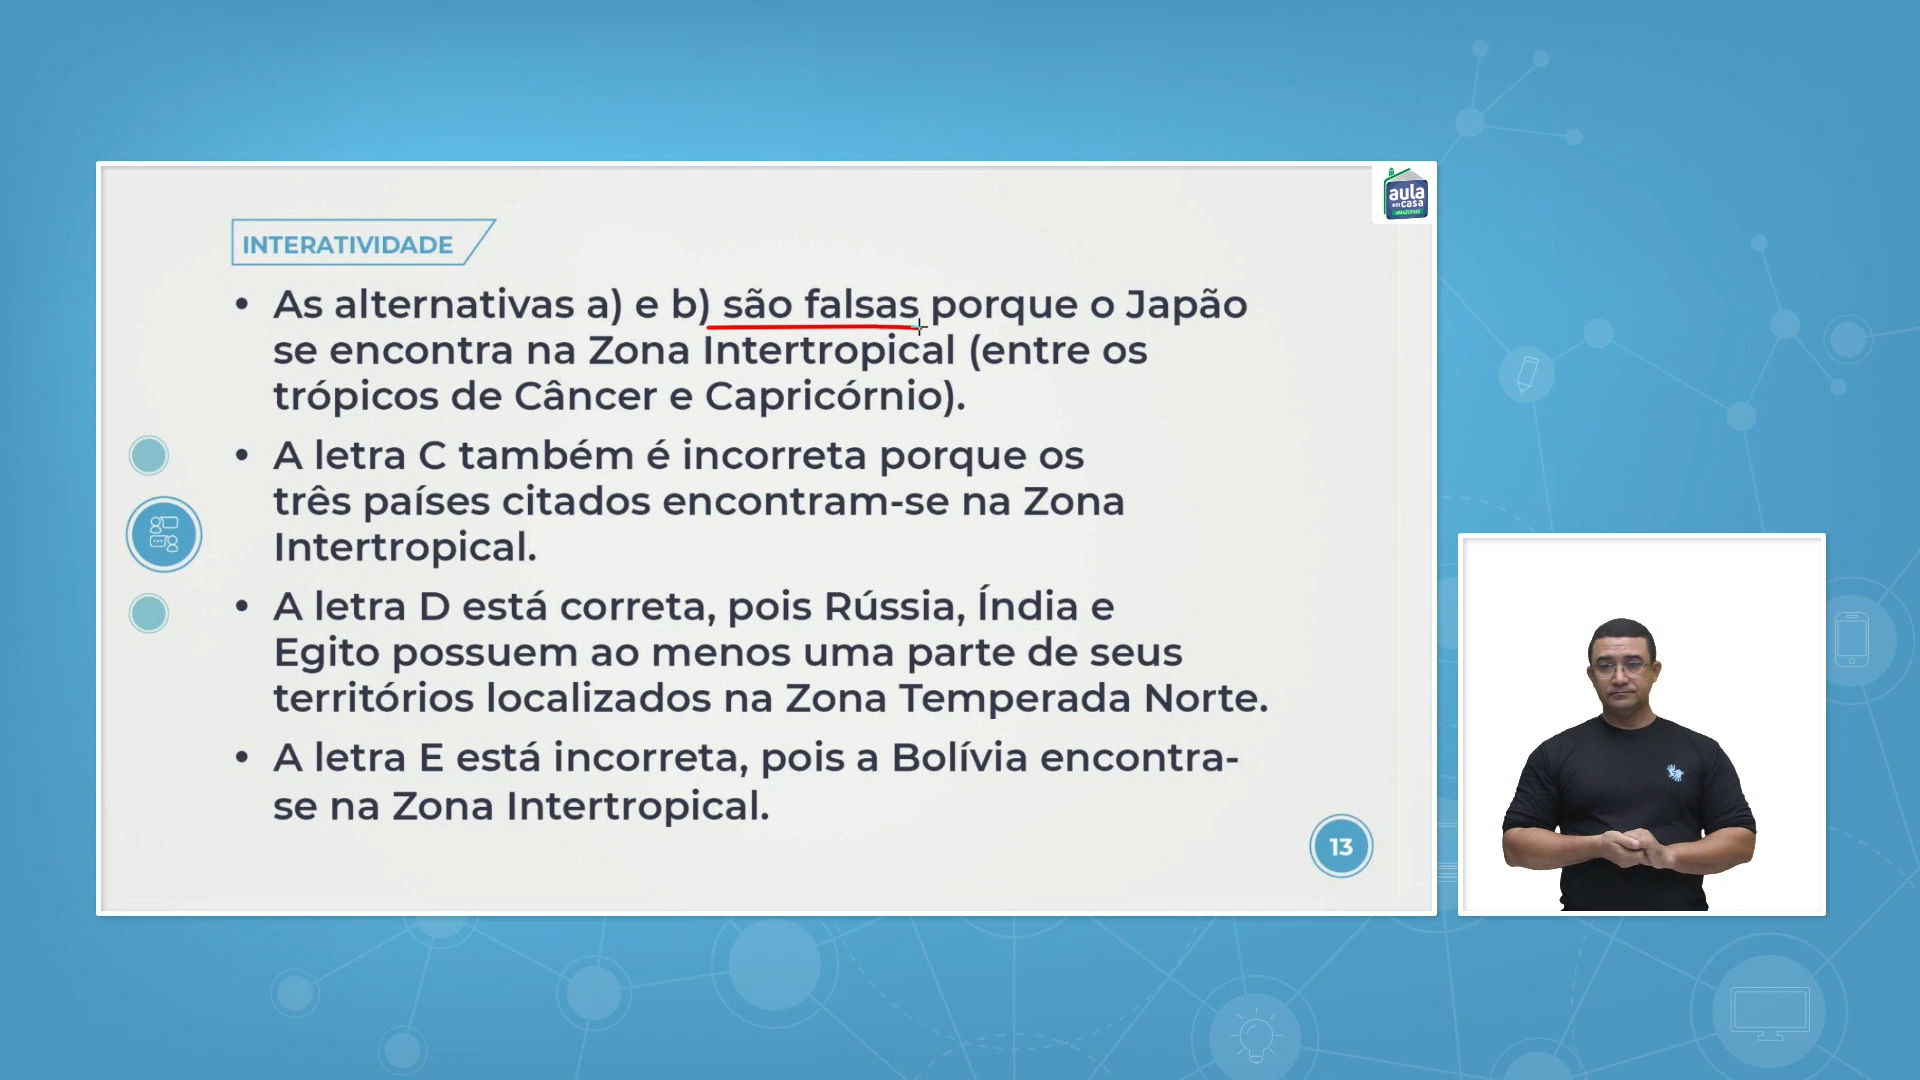 aula
em casa
AMAZONAS
INTERATIVIDADE
• As alternativas a) e b) são falsas porque o Japão
se encontra na Zona Intertropical (entre os
trópicos de Câncer e Capricórnio).
• A letra C também é incorreta porque os
três países citados encontram-se na Zona
Intertropical.
• A letra D está correta, pois Rússia, Índia e
Egito possuem ao menos uma parte de seus
territórios localizados na Zona Temperada Norte.
• A letra E está incorreta, pois a Bolívia encontra-
se na Zona Intertropical.
13